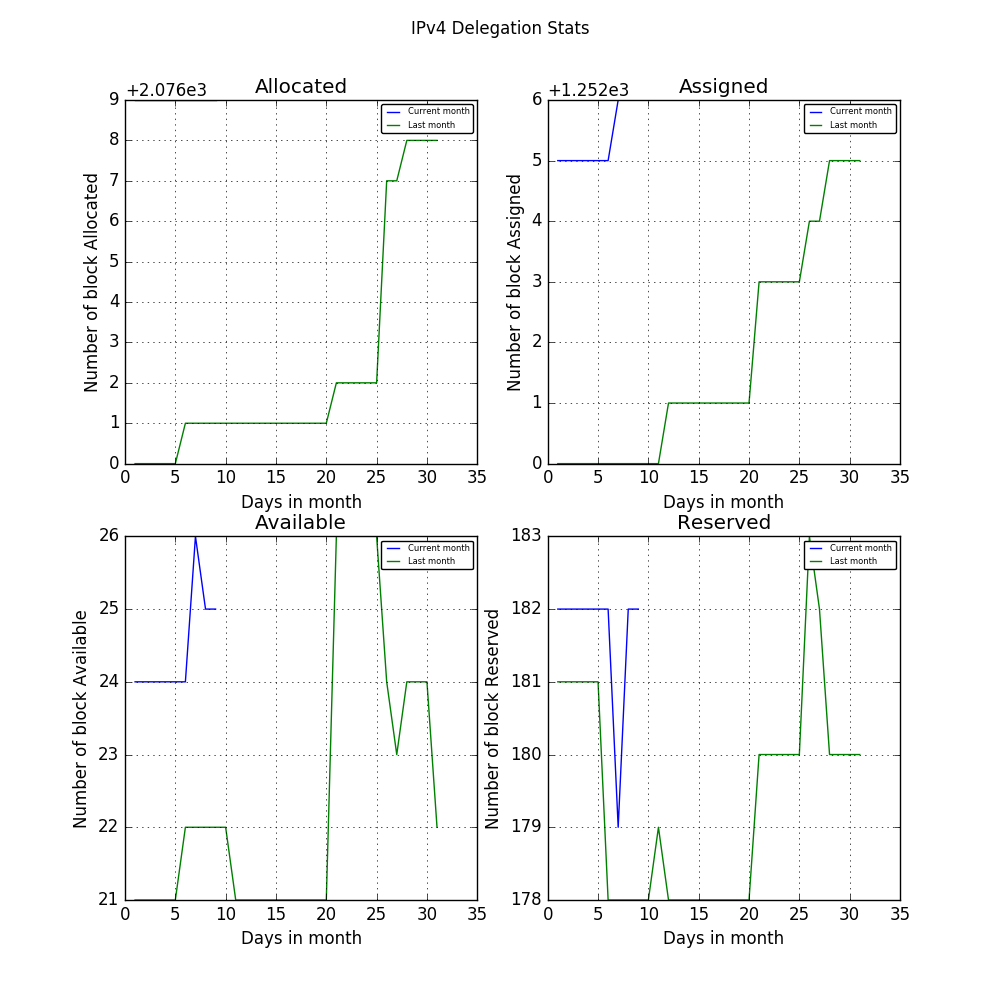 IPv4 Delegation Stats
+2.076e3
Allocated
9
8
7
6
5
4
3
2
1
0
Number of block Allocated
Current month
Last month
0 5 10 15 20 25 30 35
Days in month
+1.252e3
Assigned
6
5
4
3
2
1
0
Number of block Assigned
Current month
Last month
0 5 10 15 20 25 30 35
Days in month
Available
26
25
24
23
22
21
Number of block Available
Current month
Last month
0 5 10 15 20 25 30 35
Days in month
Reserved
183
182
181
180
179
178
Number of block Reserved
Current month
Last month
0 5 10 15 20 25 30 35
Days in month